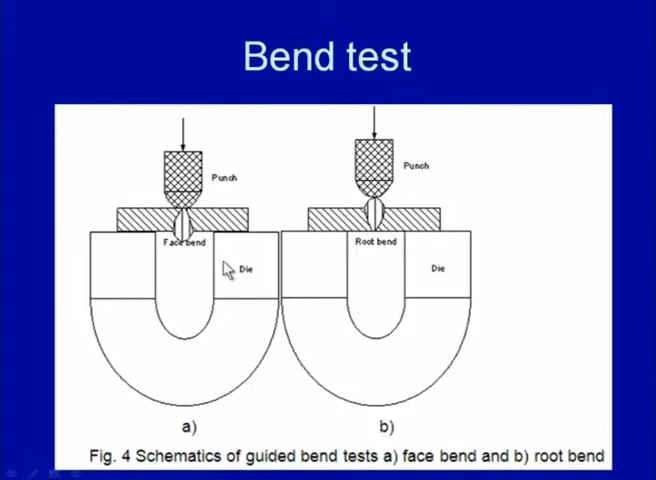 Bend test
Punch
Punch
Face bend
Root bend
Die
Die
a)
b)
Fig. 4 Schematics of guided bend tests a) face bend and b) root bend